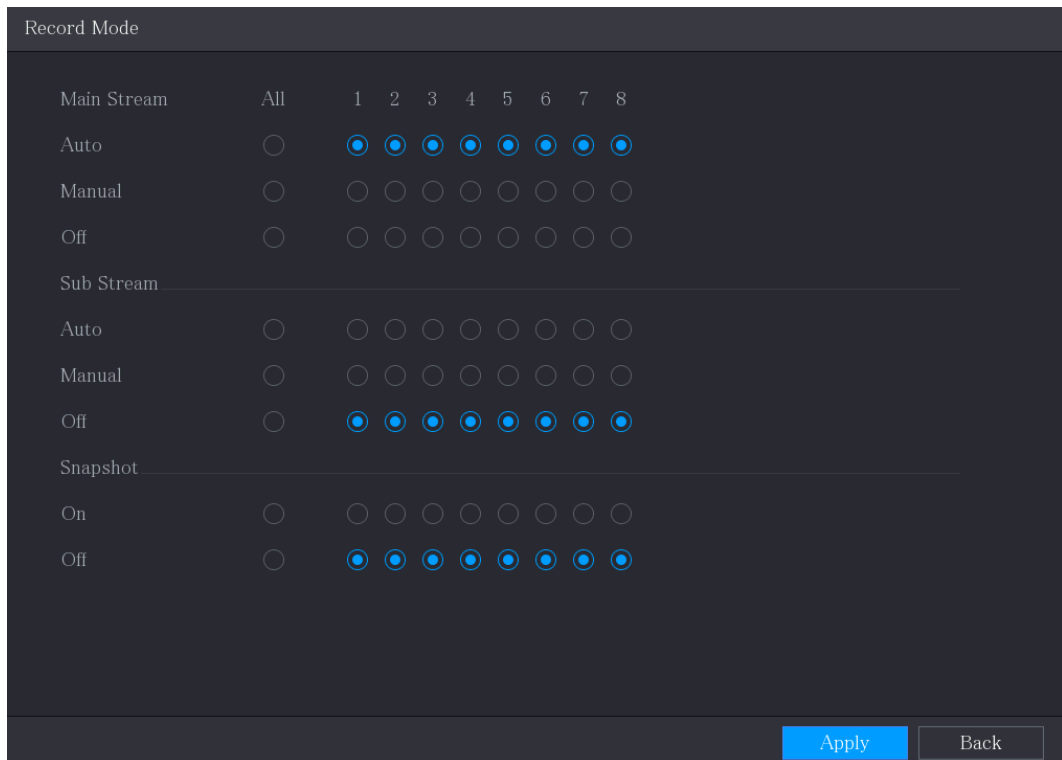 Record Mode
Main Stream All 1 2 3 4 5 6 7 8
Auto
Manual
Off
Sub Stream
Auto
Manual
Off
Snapshot
On
Off
Apply Back